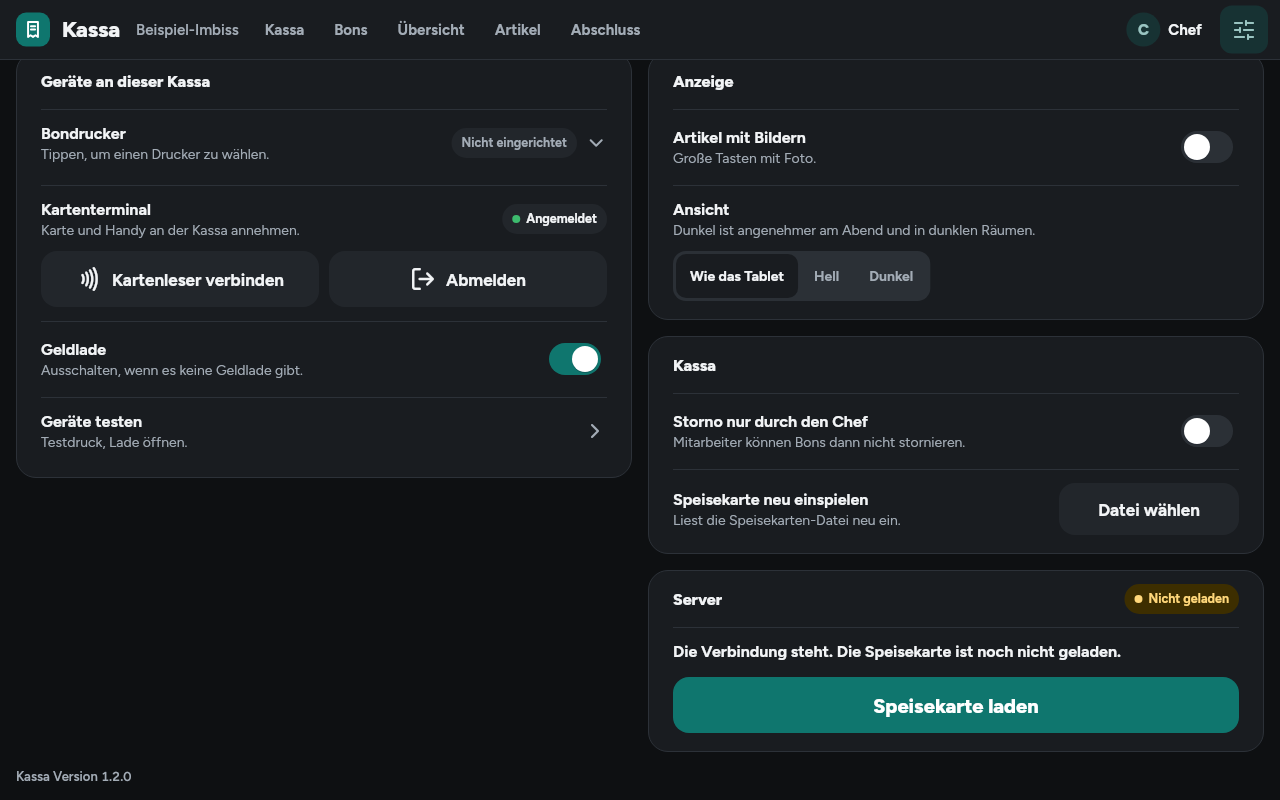 Kassa
Beispiel-Imbiss
Kassa
Bons
Übersicht
Artikel
Abschluss
C
Chef
Geräte an dieser Kassa
Bondrucker
Tippen, um einen Drucker zu wählen.
Nicht eingerichtet
Kartenterminal
Karte und Handy an der Kassa annehmen.
Angemeldet
Kartenleser verbinden
Abmelden
Geldlade
Ausschalten, wenn es keine Geldlade gibt.
Geräte testen
Testdruck, Lade öffnen.
Anzeige
Artikel mit Bildern
Große Tasten mit Foto.
Ansicht
Dunkel ist angenehmer am Abend und in dunklen Räumen.
Wie das Tablet
Hell
Dunkel
Kassa
Storno nur durch den Chef
Mitarbeiter können Bons dann nicht stornieren.
Speisekarte neu einspielen
Liest die Speisekarten-Datei neu ein.
Datei wählen
Server
Nicht geladen
Die Verbindung steht. Die Speisekarte ist noch nicht geladen.
Speisekarte laden
Kassa Version 1.2.0